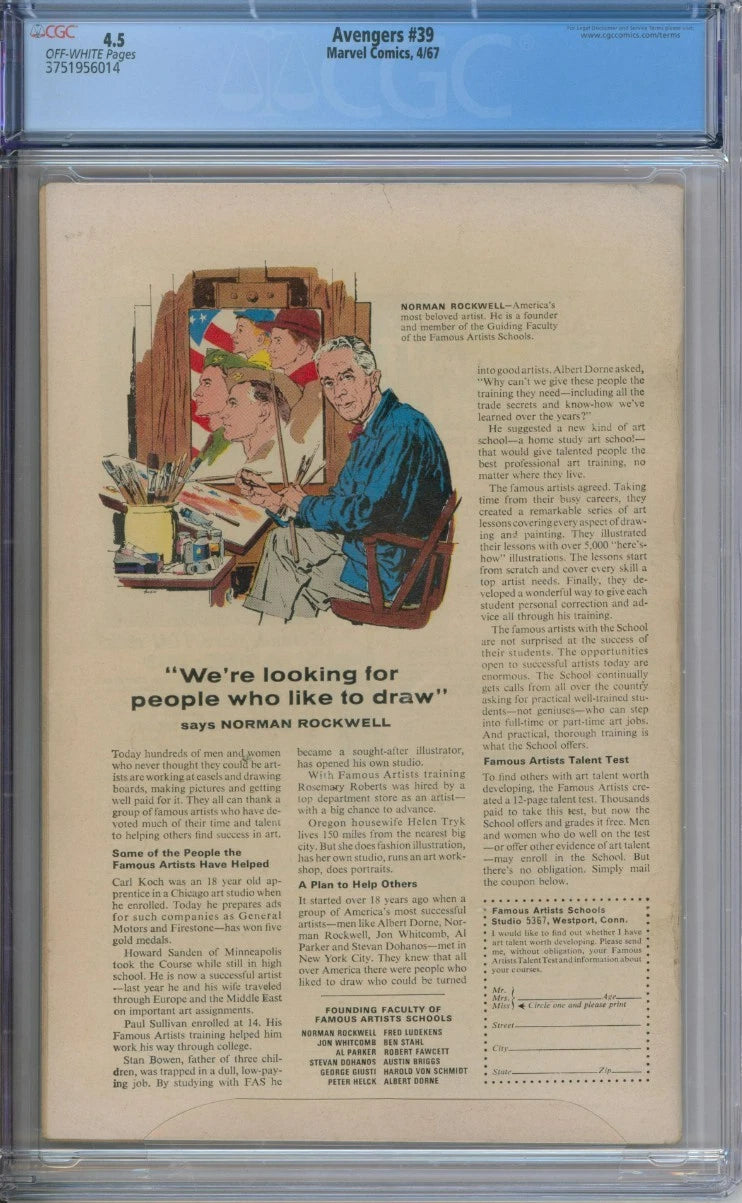 CGC
4.5
OFF-WHITE Pages
3751956014
Avengers #39
Marvel Comics, 4/67
For Legal Disclaimer and Service Terms please visit:
www.cgccomics.com/terms
CGC
NORMAN ROCKWELL—America's
most beloved artist. He is a founder
and member of the Guiding Faculty
of the Famous Artists Schools.
"We're looking for
people who like to draw"
says NORMAN ROCKWELL
Today hundreds of men and women
who never thought they could be art-
ists are working at easels and drawing
boards, making pictures and getting
well paid for it. They all can thank a
group of famous artists who have de-
voted much of their time and talent
to helping others find success in art.
Some of the People the
Famous Artists Have Helped
Carl Koch was an 18 year old ap-
prentice in a Chicago art studio when
he enrolled. Today he prepares ads
for such companies as General
Motors and Firestone—has won five
gold medals.
Howard Sanden of Minneapolis
took the Course while still in high
school. He is now a successful artist
—last year he and his wife traveled
through Europe and the Middle East
on important art assignments.
Paul Sullivan enrolled at 14. His
Famous Artists training helped him
work his way through college.
Stan Bowen, father of three chil-
dren, was trapped in a dull, low-pay-
ing job. By studying with FAS he
became a sought-after illustrator,
has opened his own studio.
With Famous Artists training
Rosemary Roberts was hired by a
top department store as an artist—
with a big chance to advance.
Oregon housewife Helen Tryk
lives 150 miles from the nearest big
city. But she does fashion illustration,
has her own studio, runs an art work-
shop, does portraits.
A Plan to Help Others
It started over 18 years ago when a
group of America's most successful
artists—men like Albert Dorne, Nor-
man Rockwell, Jon Whitcomb, Al
Parker and Stevan Dohanos—met in
New York City. They knew that all
over America there were people who
liked to draw who could be turned
FOUNDING FACULTY OF
FAMOUS ARTISTS SCHOOLS
NORMAN ROCKWELL FRED LUDEKENS
JON WHITCOMB BEN STAHL
AL PARKER ROBERT FAWCETT
STEVAN DOHANOS AUSTIN BRIGGS
GEORGE GIUSTI HAROLD VON SCHMIDT
PETER HELCK ALBERT DORNE
into good artists. Albert Dorne asked,
"Why can't we give these people the
training they need—including all the
trade secrets and know-how we've
learned over the years?"
He suggested a new kind of art
school—a home study art school—
that would give talented people the
best professional art training, no
matter where they live.
The famous artists agreed. Taking
time from their busy careers, they
created a remarkable series of art
lessons covering every aspect of draw-
ing and painting. They illustrated
their lessons with over 5,000 "here's-
how" illustrations. The lessons start
from scratch and cover every skill a
top artist needs. Finally, they de-
veloped a wonderful way to give each
student personal correction and ad-
vice all through his training.
The famous artists with the School
are not surprised at the success of
their students. The opportunities
open to successful artists today are
enormous. The School continually
gets calls from all over the country
asking for practical well-trained stu-
dents—not geniuses—who can step
into full-time or part-time art jobs.
And practical, thorough training is
what the School offers.
Famous Artists Talent Test
To find others with art talent worth
developing, the Famous Artists cre-
ated a 12-page talent test. Thousands
paid to take this test, but now the
School offers and grades it free. Men
and women who do well on the test
—or offer other evidence of art talent
—may enroll in the School. But
there's no obligation. Simply mail
the coupon below.
Famous Artists Schools
Studio 5367, Westport, Conn.
I would like to find out whether I have
art talent worth developing. Please send
me, without obligation, your Famous
Artists Talent Test and information about
your courses.
Mr.
Mrs. Age
Miss Circle one and please print
Street
City
State Zip